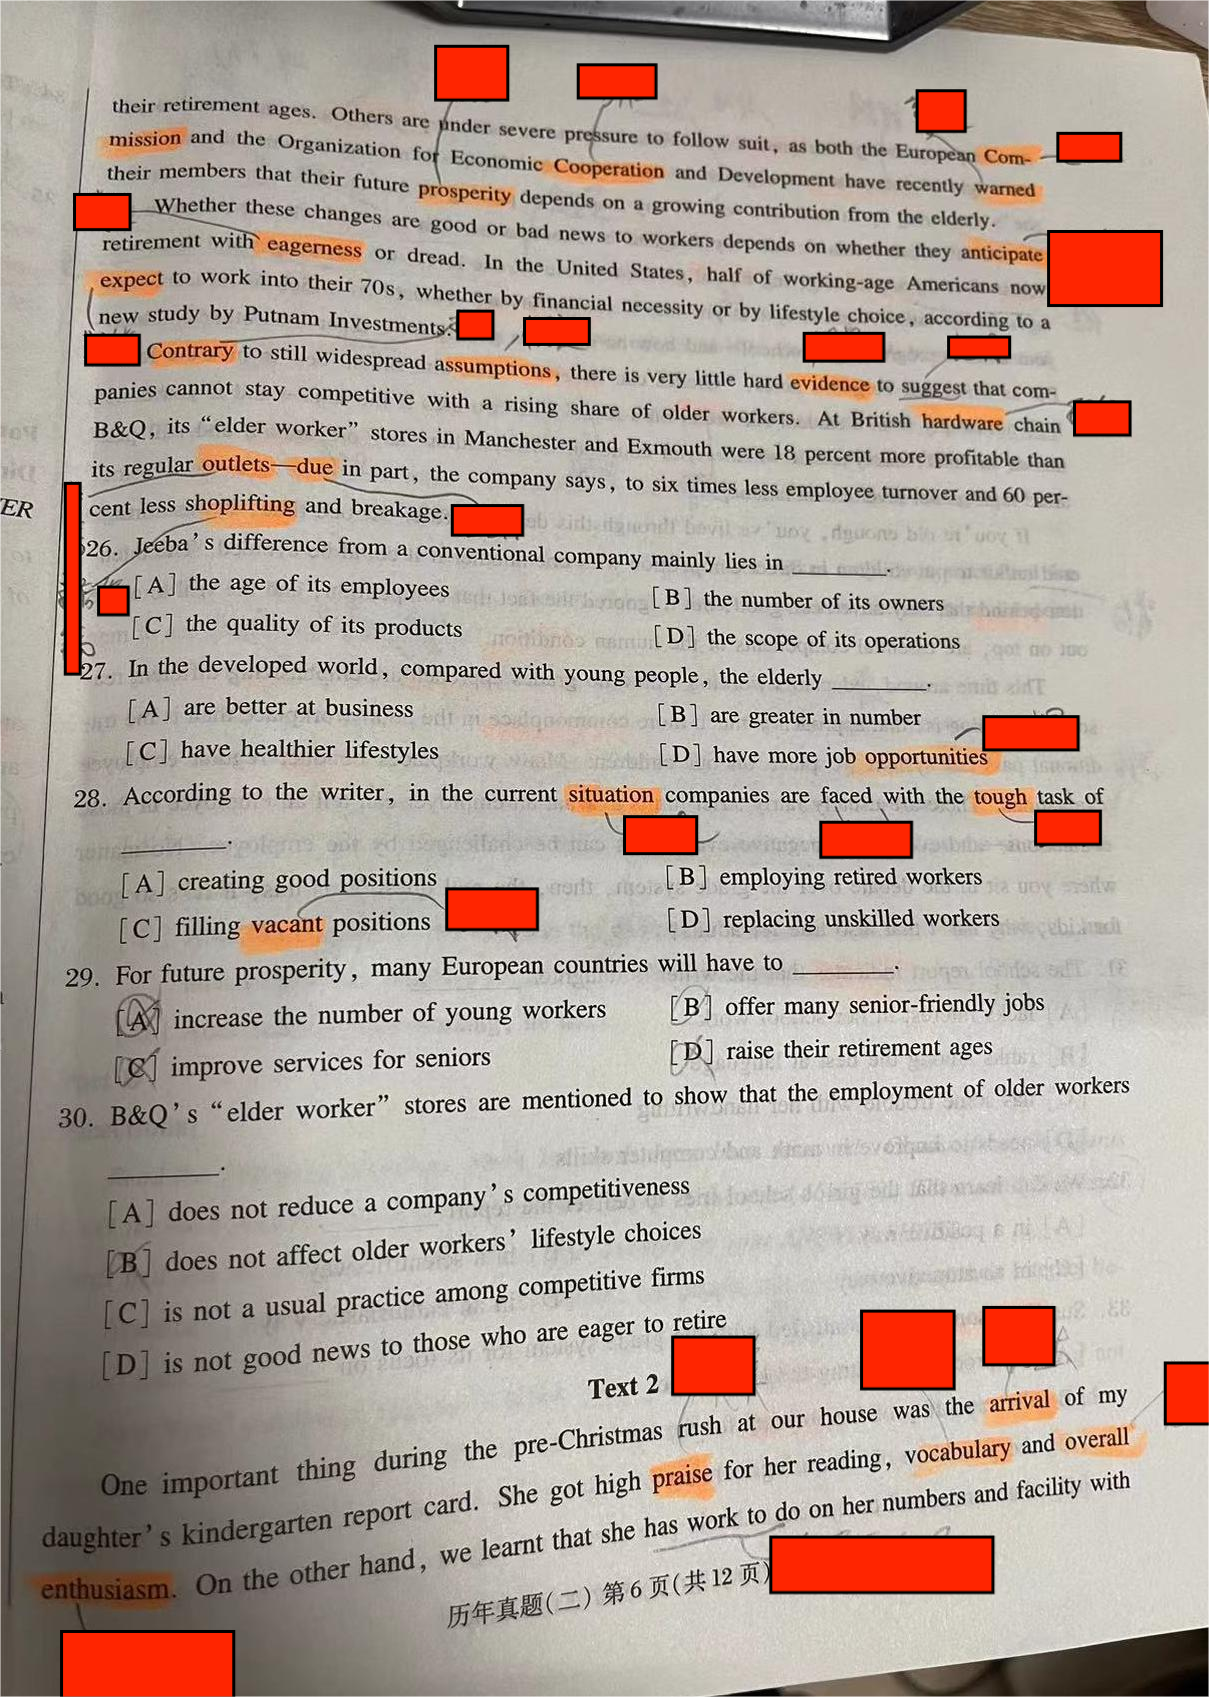 their retirement ages. Others are under severe pressure to follow suit, as both the European Com-
mission and the Organization for Economic Cooperation and Development have recently warned
their members that their future prosperity depends on a growing contribution from the elderly.
Whether these changes are good or bad news to workers depends on whether they anticipate
retirement with eagerness or dread. In the United States, half of working-age Americans now
expect to work into their 70s, whether by financial necessity or by lifestyle choice, according to a
new study by Putnam Investments.
Contrary to still widespread assumptions, there is very little hard evidence to suggest that com-
panies cannot stay competitive with a rising share of older workers. At British hardware chain
B&Q, its “elder worker” stores in Manchester and Exmouth were 18 percent more profitable than
its regular outlets—due in part, the company says, to six times less employee turnover and 60 per-
cent less shoplifting and breakage.
ER
26. Jeeba's difference from a conventional company mainly lies in ________.
[A] the age of its employees [B] the number of its owners
[C] the quality of its products [D] the scope of its operations
27. In the developed world, compared with young people, the elderly ________.
[A] are better at business [B] are greater in number
[C] have healthier lifestyles [D] have more job opportunities
28. According to the writer, in the current situation companies are faced with the tough task of
________.
[A] creating good positions [B] employing retired workers
[C] filling vacant positions [D] replacing unskilled workers
29. For future prosperity, many European countries will have to ________.
[A] increase the number of young workers [B] offer many senior-friendly jobs
[C] improve services for seniors [D] raise their retirement ages
30. B&Q's “elder worker” stores are mentioned to show that the employment of older workers
________.
[A] does not reduce a company's competitiveness
[B] does not affect older workers' lifestyle choices
[C] is not a usual practice among competitive firms
[D] is not good news to those who are eager to retire
Text 2
One important thing during the pre-Christmas rush at our house was the arrival of my
daughter's kindergarten report card. She got high praise for her reading, vocabulary and overall
enthusiasm. On the other hand, we learnt that she has work to do on her numbers and facility with
历年真题(二) 第6页(共12页)